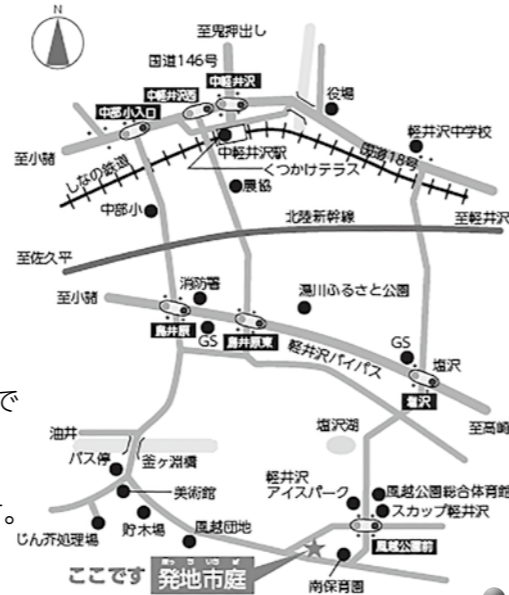 N
至鬼押出し
国道146号
中軽井沢
中軽井沢西
中部小入口
役場
軽井沢中学校
至小諸
しなの鉄道
中軽井沢駅
くつかけテラス
国道18号
中部小
農協
北陸新幹線
至軽井沢
至佐久平
消防署
至小諸
湯川ふるさと公園
鳥井原
GS
鳥井原東
軽井沢バイパス
GS
塩沢
塩沢
至高崎
で
油井
塩沢湖
バス停
釜ヶ淵橋
軽井沢
アイスパーク
風越公園総合体育館
スカップ軽井沢
美術館
す。
じん芥処理場
貯木場
風越団地
風越公園前
ここです
ほっちいちば
発地市庭
南保育園